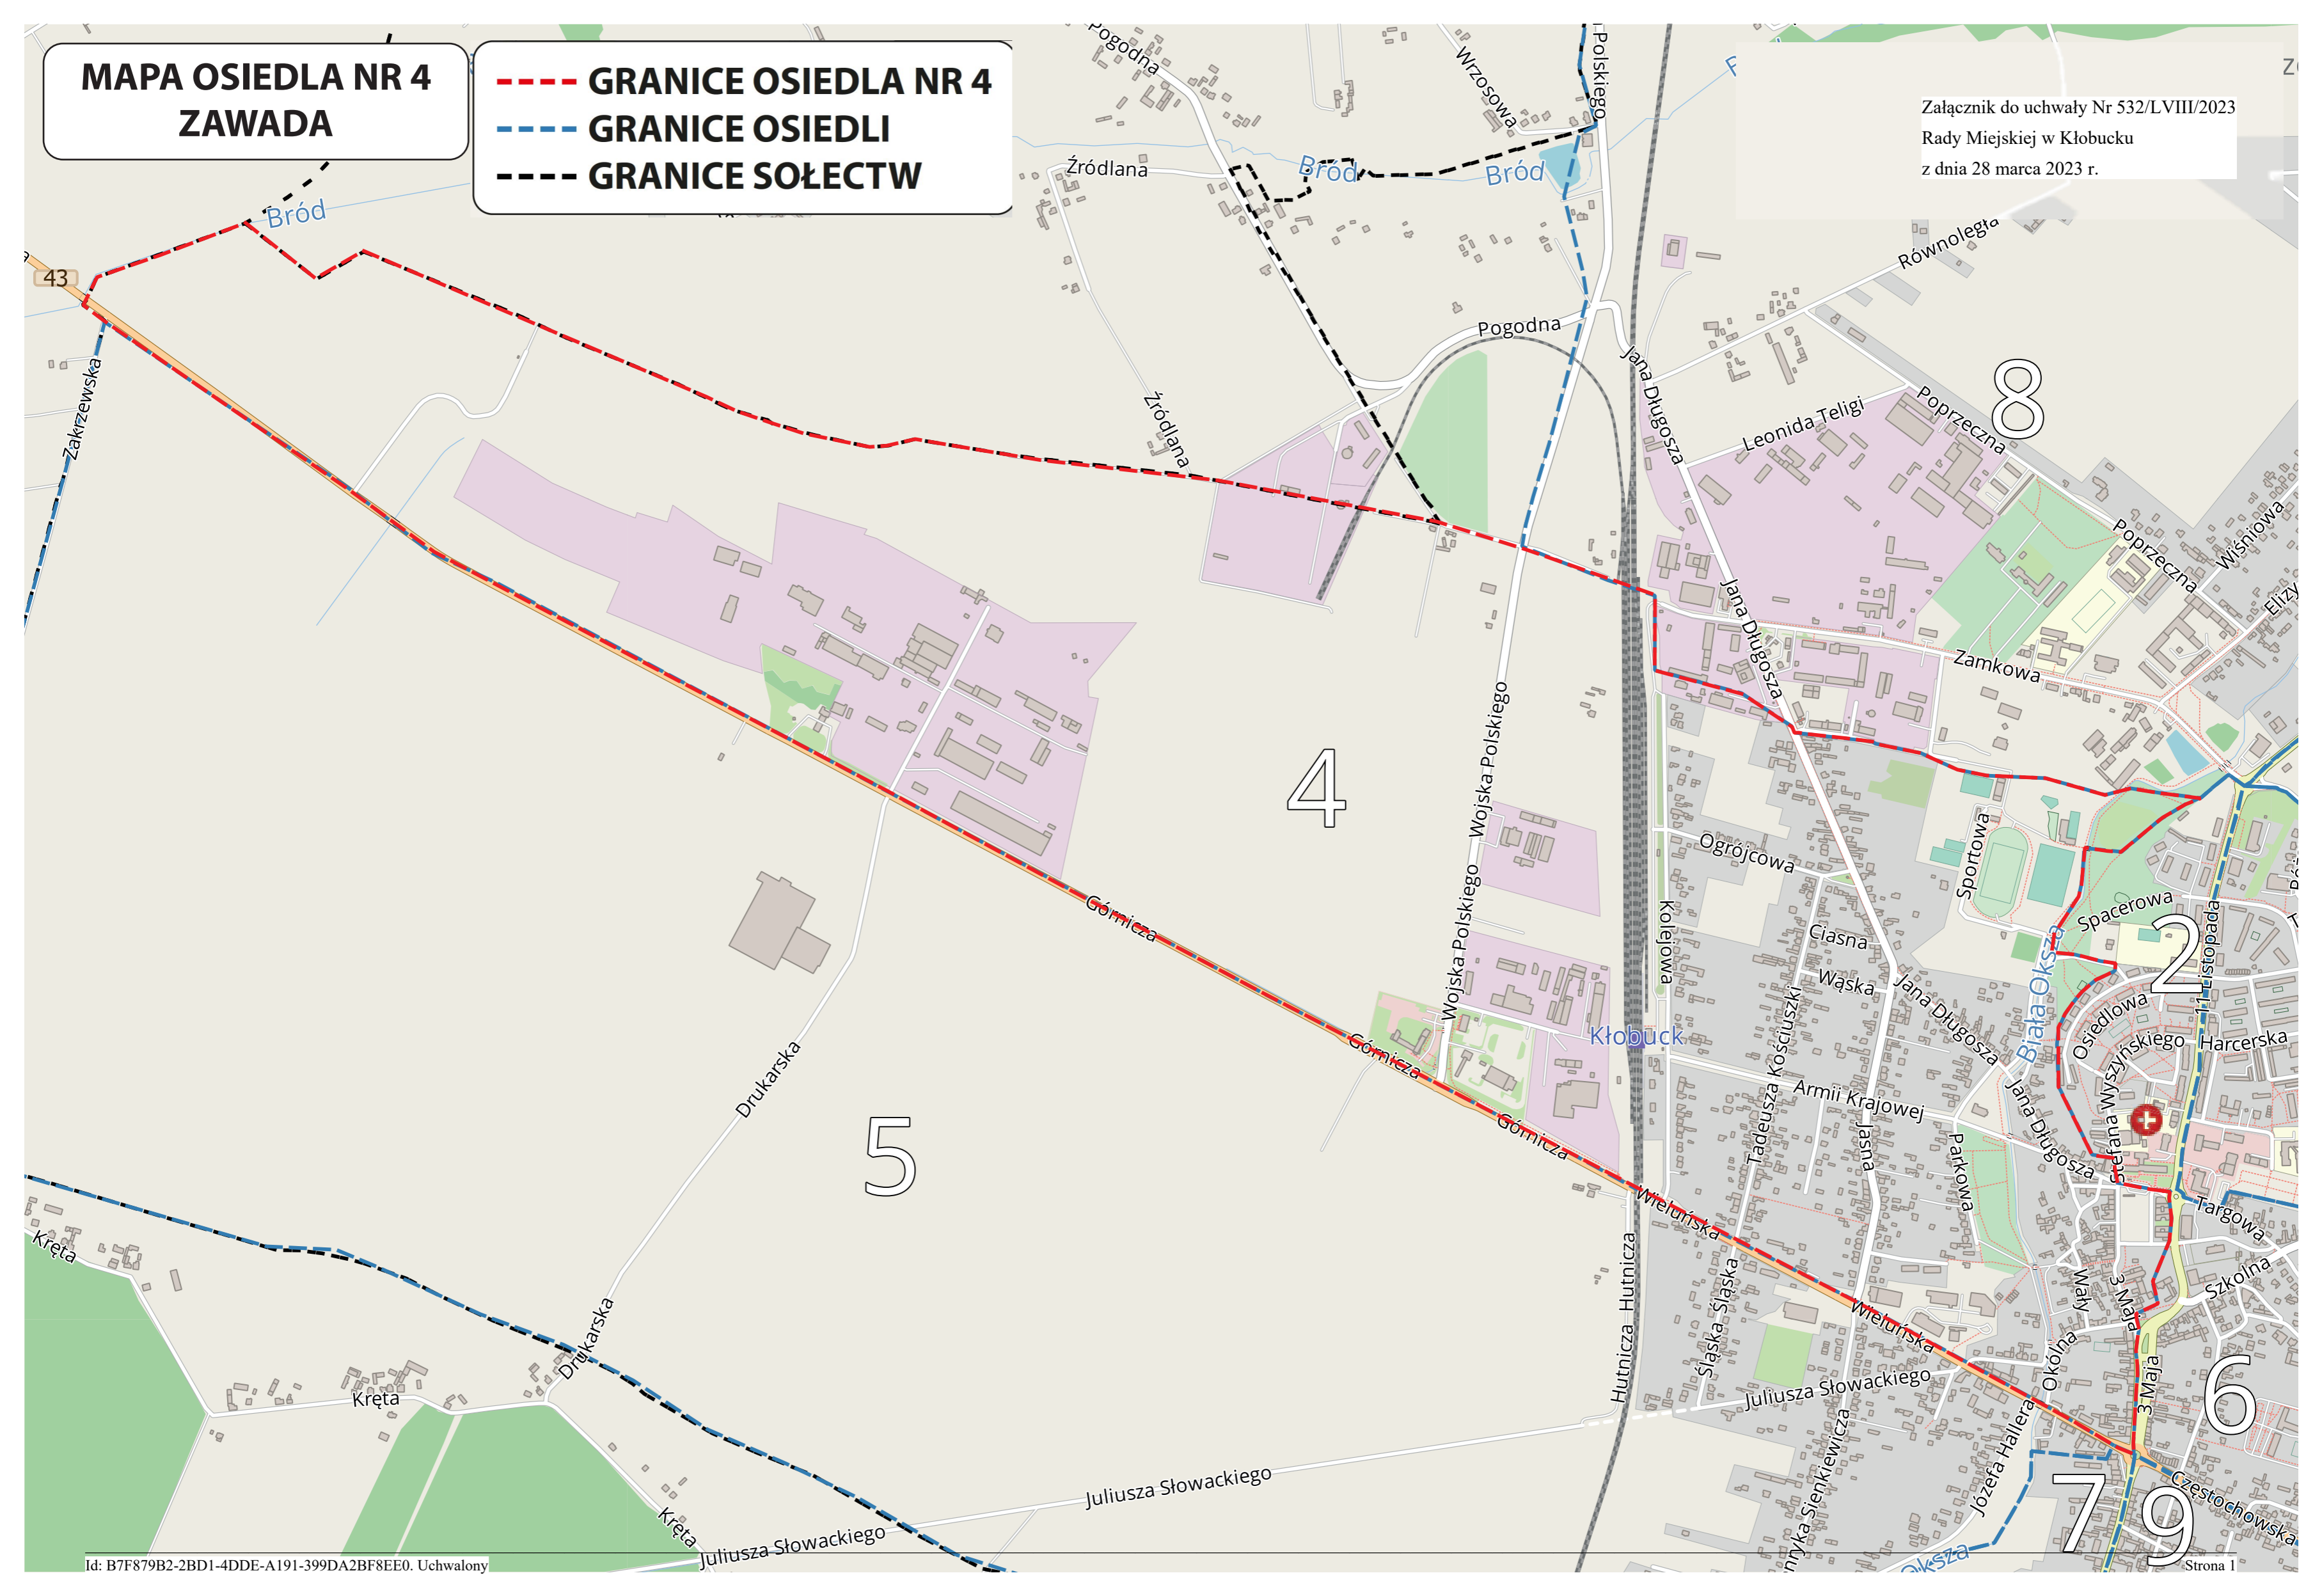 MAPA OSIEDLA NR 4
ZAWADA
GRANICE OSIEDLA NR 4
GRANICE OSIEDLI
GRANICE SOŁECTW
Załącznik do uchwały Nr 532/LVIII/2023
Rady Miejskiej w Kłobucku
z dnia 28 marca 2023 r.
Pogodna
Wrzosowa
Polskiego
Źródlana
Bród
Bród
Bród
43
Równoległa
Pogodna
Jana Długosza
Zakrzewska
Źródlana
Leonida Teligi
Poprzeczna
8
Poprzeczna
Wiśniowa
Jana Długosza
Zamkowa
4
Wojska Polskiego
Wojska Polskiego
Wojska Polskiego
Ogrójcowa
Sportowa
Górnicza
Kolejowa
Ciasna
Wąska
Spacerowa
2
11 Listopada
Biała Oksza
Jana Długosza
Osiedlowa
Stefana Wyszyńskiego
Harcerska
Kłobuck
Górnicza
Drukarska
Tadeusza Kościuszki
Armii Krajowej
Jana Długosza
5
Górnicza
Jasna
Parkowa
Wieluńska
Targowa
Kręta
Hutnicza
Hutnicza
Śląska
Śląska
Wieluńska
Wały
3 Maja
Szkolna
Drukarska
Okólna
Kręta
Juliusza Słowackiego
3 Maja
6
Józefa Hallera
Juliusza Słowackiego
Kręta
Juliusza Słowackiego
7
9
Częstochowska
Id: B7F879B2-2BD1-4DDE-A191-399DA2BF8EE0. Uchwalony
Strona 1